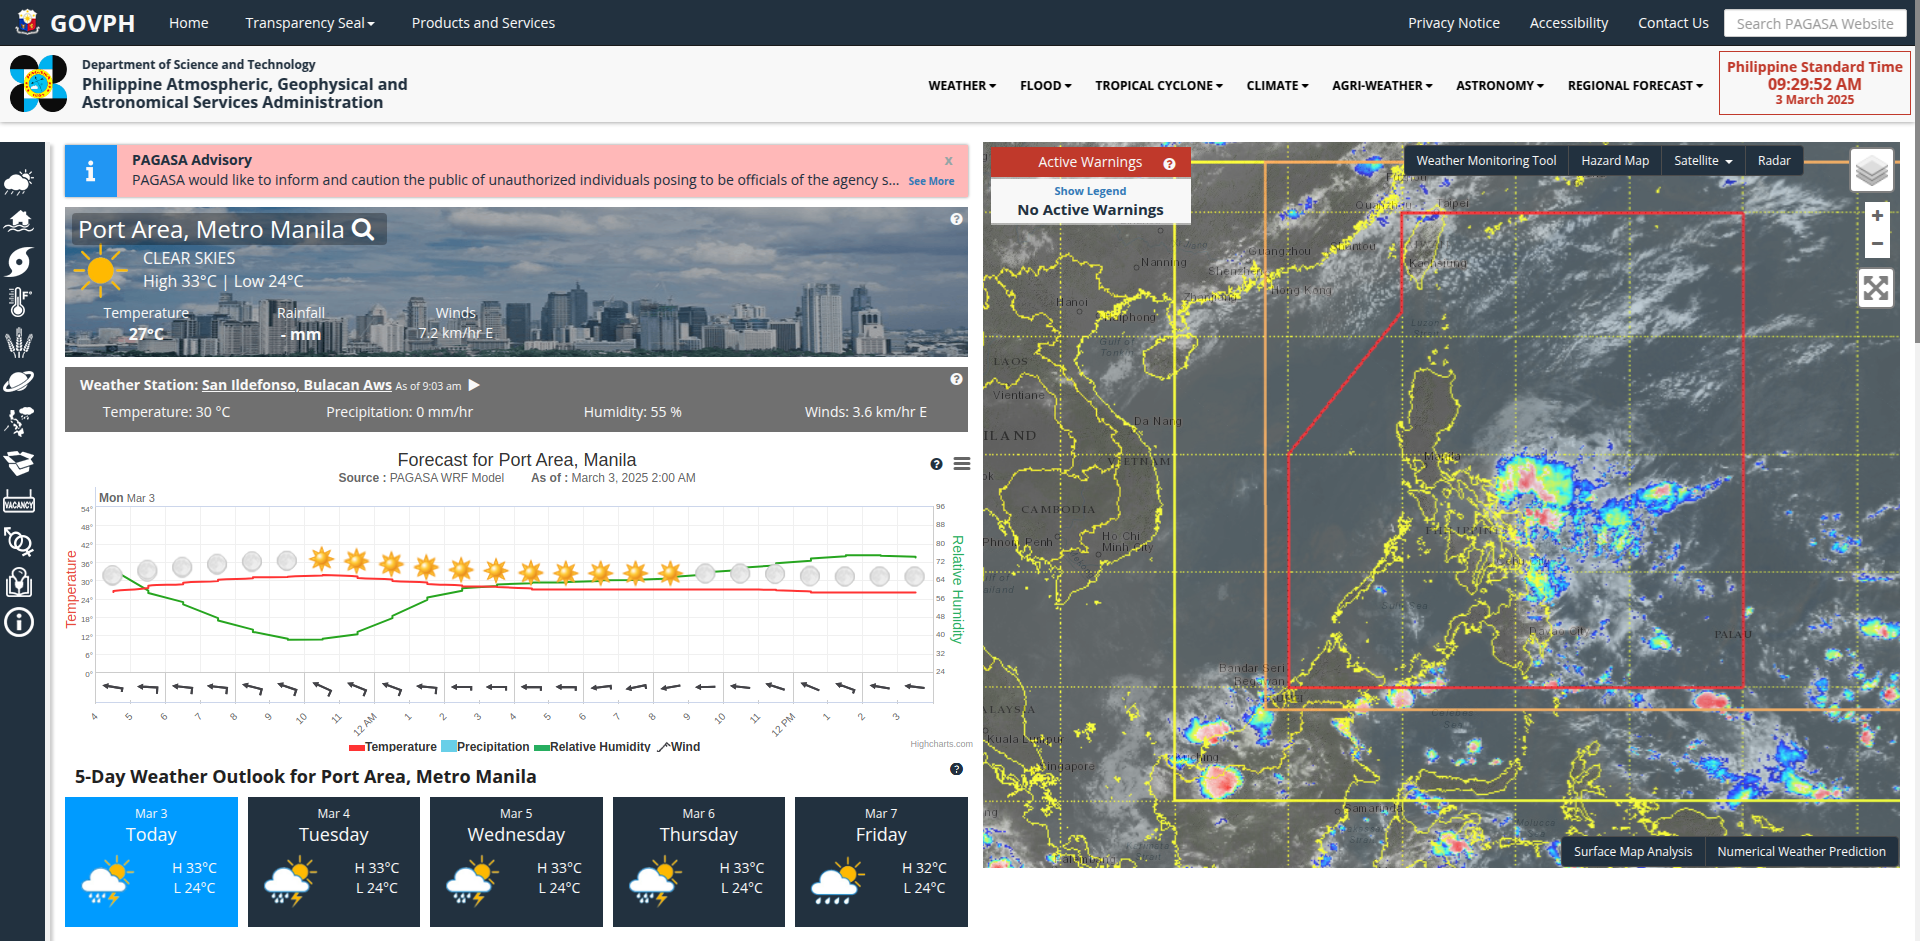 GOVPH
Home
Transparency Seal
Products and Services
Privacy Notice
Accessibility
Contact Us
Search PAGASA Website
Department of Science and Technology
Philippine Atmospheric, Geophysical and
Astronomical Services Administration
WEATHER
FLOOD
TROPICAL CYCLONE
CLIMATE
AGRI-WEATHER
ASTRONOMY
REGIONAL FORECAST
Philippine Standard Time
09:29:52 AM
3 March 2025
PAGASA Advisory
x
PAGASA would like to inform and caution the public of unauthorized individuals posing to be officials of the agency s... See More
Port Area, Metro Manila
CLEAR SKIES
High 33°C | Low 24°C
Temperature
Rainfall
Winds
27°C
- mm
7.2 km/hr E
Weather Station: San Ildefonso, Bulacan Aws As of 9:03 am
Temperature: 30 °C
Precipitation: 0 mm/hr
Humidity: 55 %
Winds: 3.6 km/hr E
Forecast for Port Area, Manila
Source : PAGASA WRF Model As of : March 3, 2025 2:00 AM
Mon Mar 3
54°
48°
42°
36°
30°
24°
18°
12°
6°
0°
Temperature
96
88
80
72
64
56
48
40
32
24
Relative Humidity
4 5 6 7 8 9 10 11 12 AM 1 2 3 4 5 6 7 8 9 10 11 12 PM 1 2 3
Temperature Precipitation Relative Humidity Wind
Highcharts.com
5-Day Weather Outlook for Port Area, Metro Manila
Mar 3
Today
H 33°C
L 24°C
Mar 4
Tuesday
H 33°C
L 24°C
Mar 5
Wednesday
H 33°C
L 24°C
Mar 6
Thursday
H 33°C
L 24°C
Mar 7
Friday
H 32°C
L 24°C
F°
VACANCY
Active Warnings
Show Legend
No Active Warnings
Weather Monitoring Tool
Hazard Map
Satellite
Radar
+
−
Taipei
Guangzhou
Nanning
Shenzhen
Hong Kong
Hanoi
LAOS
Vientiane
Da Nang
ILAND
VIETNAM
CAMBODIA
Phnom Penh
Ho Chi
Minh City
Manila
Davao City
PALAU
Bandar Seri
Begawan
ALAYSIA
Kuala Lumpur
Singapore
Kuching
Celebes
Sea
Samarinda
Surface Map Analysis
Numerical Weather Prediction